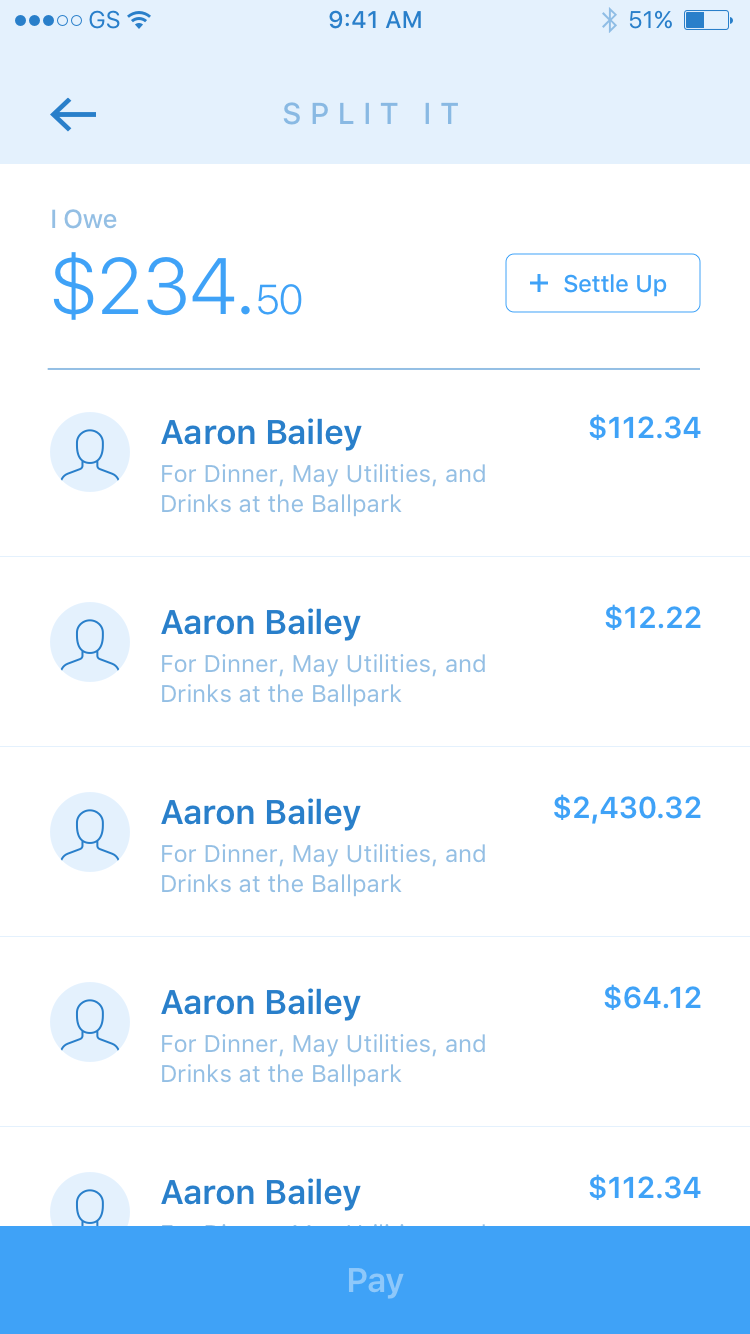 GS 9:41 AM 51%
SPLIT IT
I Owe
$234.50
+ Settle Up
Aaron Bailey $112.34
For Dinner, May Utilities, and
Drinks at the Ballpark
Aaron Bailey $12.22
For Dinner, May Utilities, and
Drinks at the Ballpark
Aaron Bailey $2,430.32
For Dinner, May Utilities, and
Drinks at the Ballpark
Aaron Bailey $64.12
For Dinner, May Utilities, and
Drinks at the Ballpark
Aaron Bailey $112.34
Pay